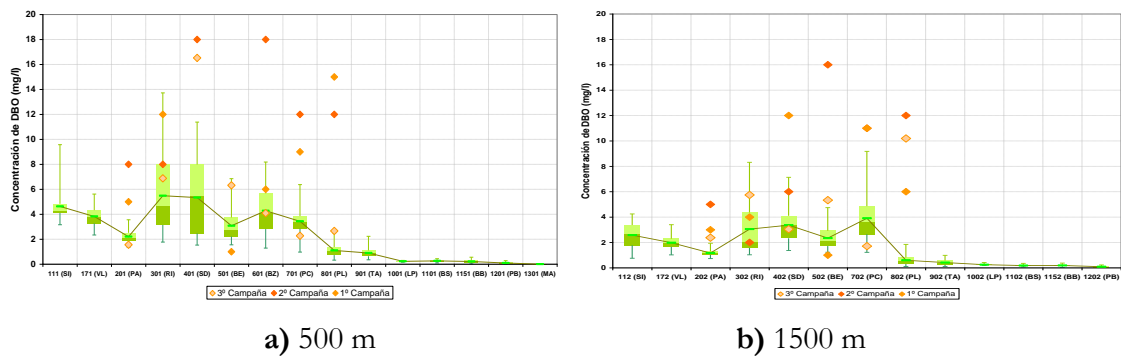 Concentración de DBO (mg/l)
20
18
16
14
12
10
8
6
4
2
0
111 (SI) 171 (VL) 201 (PA) 301 (RI) 401 (SD) 501 (BE) 601 (BZ) 701 (PC) 801 (PL) 901 (TA) 1001 (LP) 1101 (BS) 1151 (BB) 1201 (PB) 1301 (MA)
3º Campaña 2º Campaña 1º Campaña
a) 500 m
Concentración de DBO (mg/l)
20
18
16
14
12
10
8
6
4
2
0
112 (SI) 172 (VL) 202 (PA) 302 (RI) 402 (SD) 502 (BE) 702 (PC) 802 (PL) 902 (TA) 1002 (LP) 1102 (BS) 1152 (BB) 1202 (PB)
3º Campaña 2º Campaña 1º Campaña
b) 1500 m